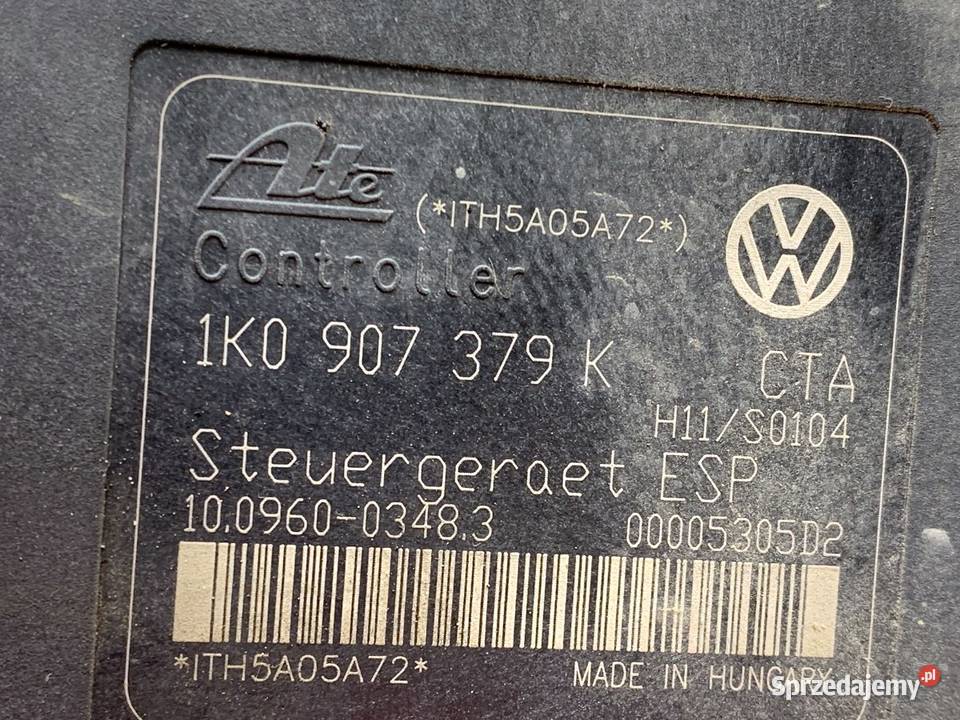 Ate
(*ITH5A05A72*)
Controller
1K0 907 379 K
CTA
H11/S0104
Steuergeraet ESP
10.0960-0348.3
00005305D2
*ITH5A05A72*
MADE IN HUNGARY
Sprzedajemy.pl